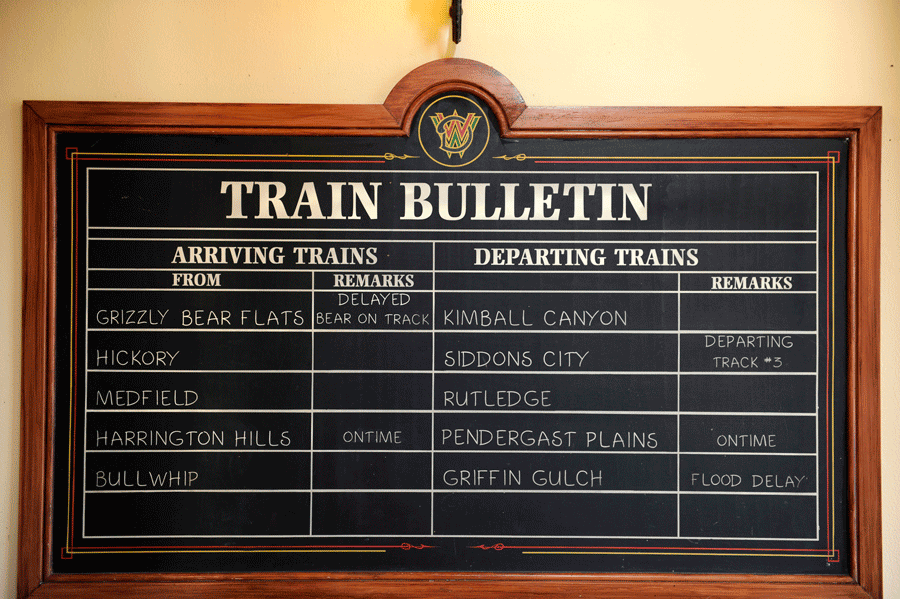 TRAIN BULLETIN
ARRIVING TRAINS DEPARTING TRAINS
FROM REMARKS REMARKS
GRIZZLY BEAR FLATS DELAYED
BEAR ON TRACK KIMBALL CANYON
HICKORY SIDDONS CITY DEPARTING
TRACK #3
MEDFIELD RUTLEDGE
HARRINGTON HILLS ONTIME PENDERGAST PLAINS ONTIME
BULLWHIP GRIFFIN GULCH FLOOD DELAY